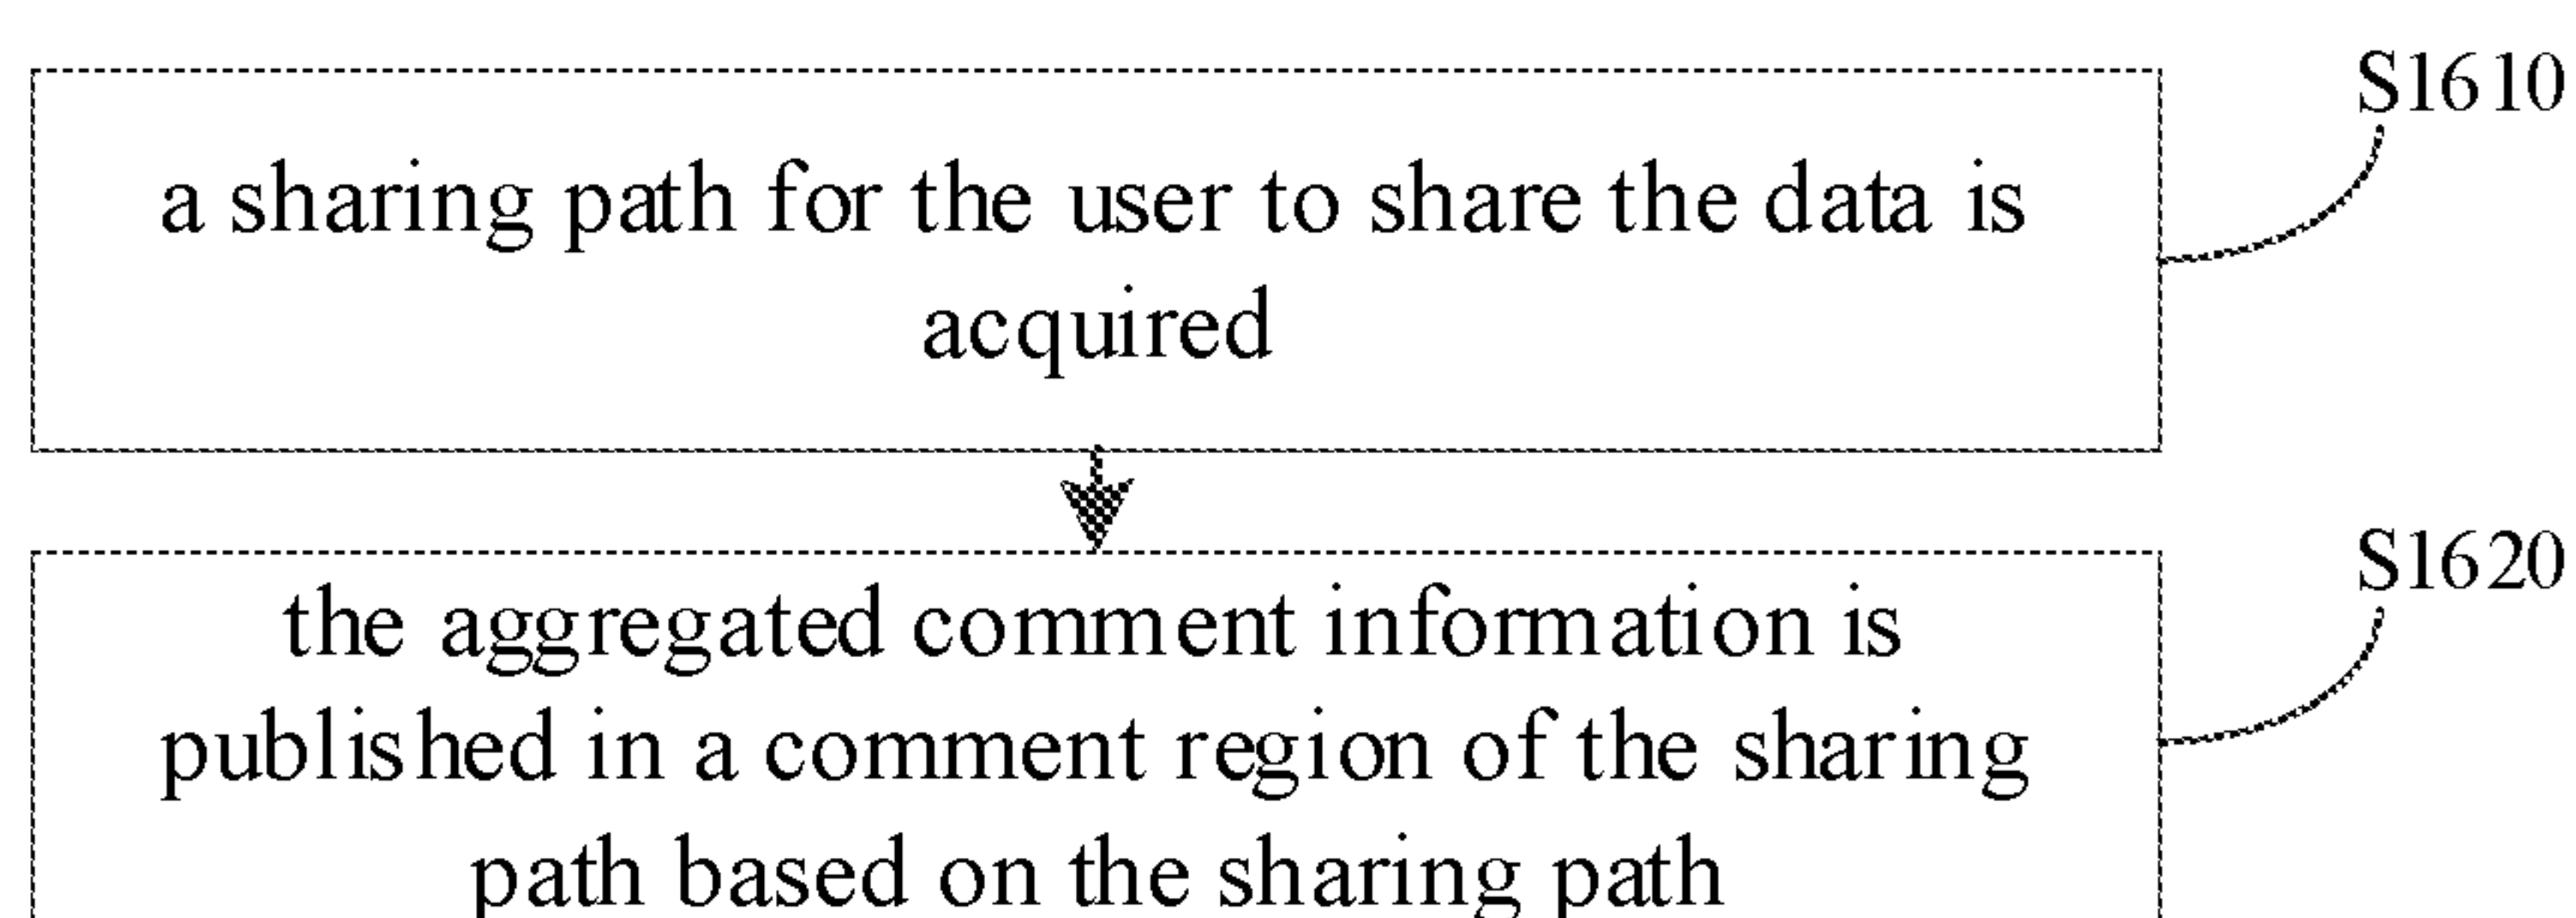 S1610
a sharing path for the user to share the data is
acquired
S1620
the aggregated comment information is
published in a comment region of the sharing
path based on the sharing path